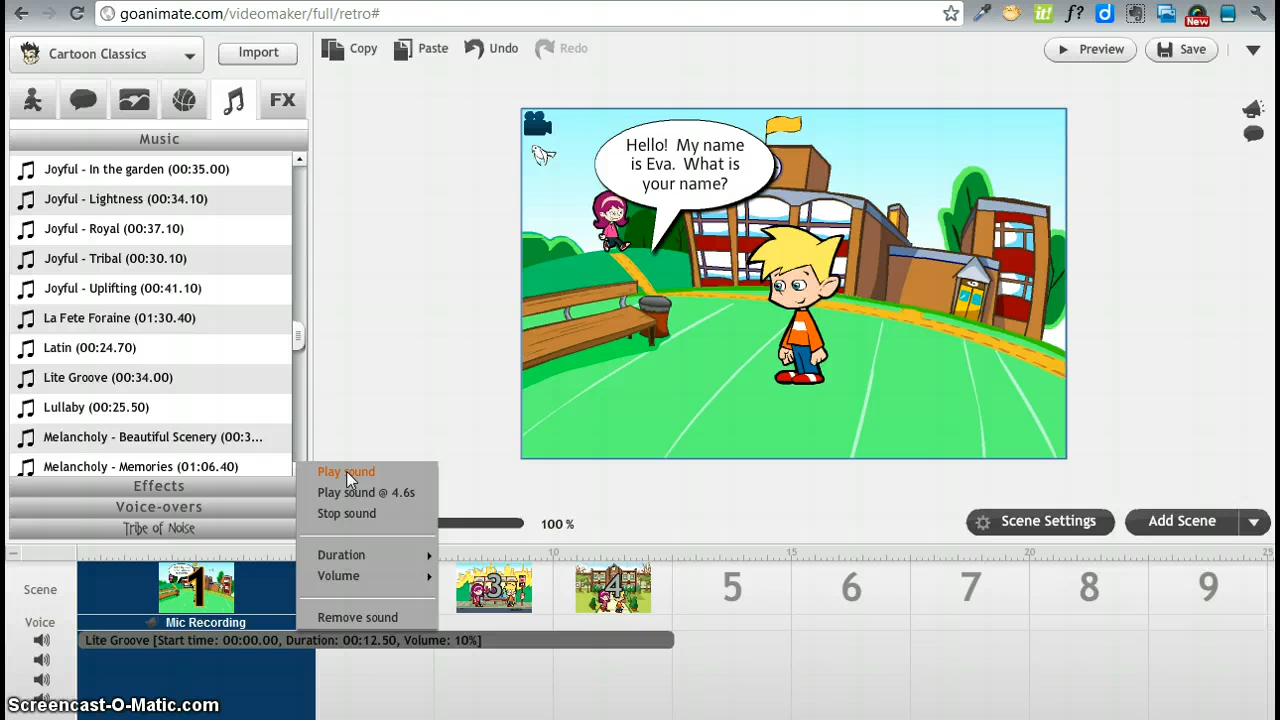 goanimate.com/videomaker/full/retro#
it!
f?
d
New
Cartoon Classics
Import
Copy
Paste
Undo
Redo
Preview
Save
FX
Music
Joyful - In the garden (00:35.00)
Joyful - Lightness (00:34.10)
Joyful - Royal (00:37.10)
Joyful - Tribal (00:30.10)
Joyful - Uplifting (00:41.10)
La Fete Foraine (01:30.40)
Latin (00:24.70)
Lite Groove (00:34.00)
Lullaby (00:25.50)
Melancholy - Beautiful Scenery (00:3...
Melancholy - Memories (01:06.40)
Effects
Voice-overs
Tribe of Noise
Hello! My name
is Eva. What is
your name?
Play sound
Play sound @ 4.6s
Stop sound
Duration
Volume
Remove sound
100 %
Scene Settings
Add Scene
10
15
20
25
Scene
1
3
4
5
6
7
8
9
Voice
Mic Recording
Lite Groove [Start time: 00:00.00, Duration: 00:12.50, Volume: 10%]
Screencast-O-Matic.com